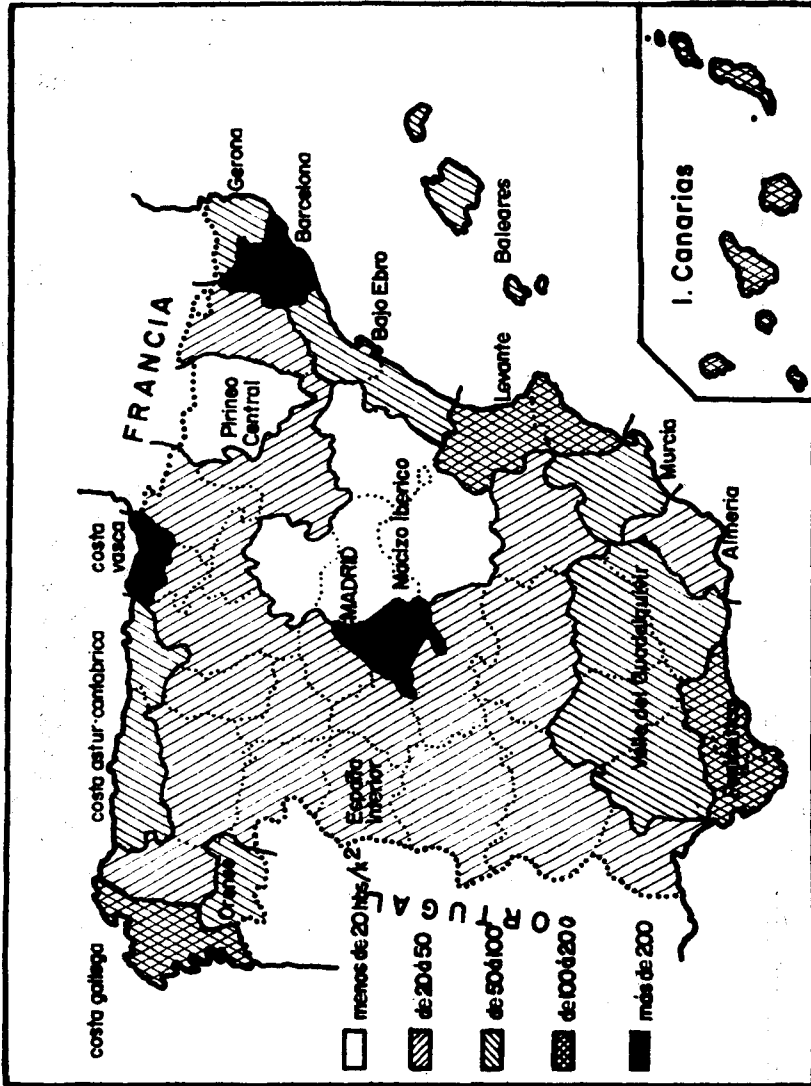 costa gallega
costa astur-cantabrica
costa
vasca
FRANCIA
Gerona
Barcelona
Pirineo
Central
Bajo Ebro
Orense
España
Interior
MADRID
Macizo Iberico
Levante
Baleares
PORTUGAL
Valle del Guadalquivir
Murcia
Almeria
I. Canarias
menos de 20 hbs/k2
de 20 á 50
de 50 á 100
de 100 á 200
más de 200